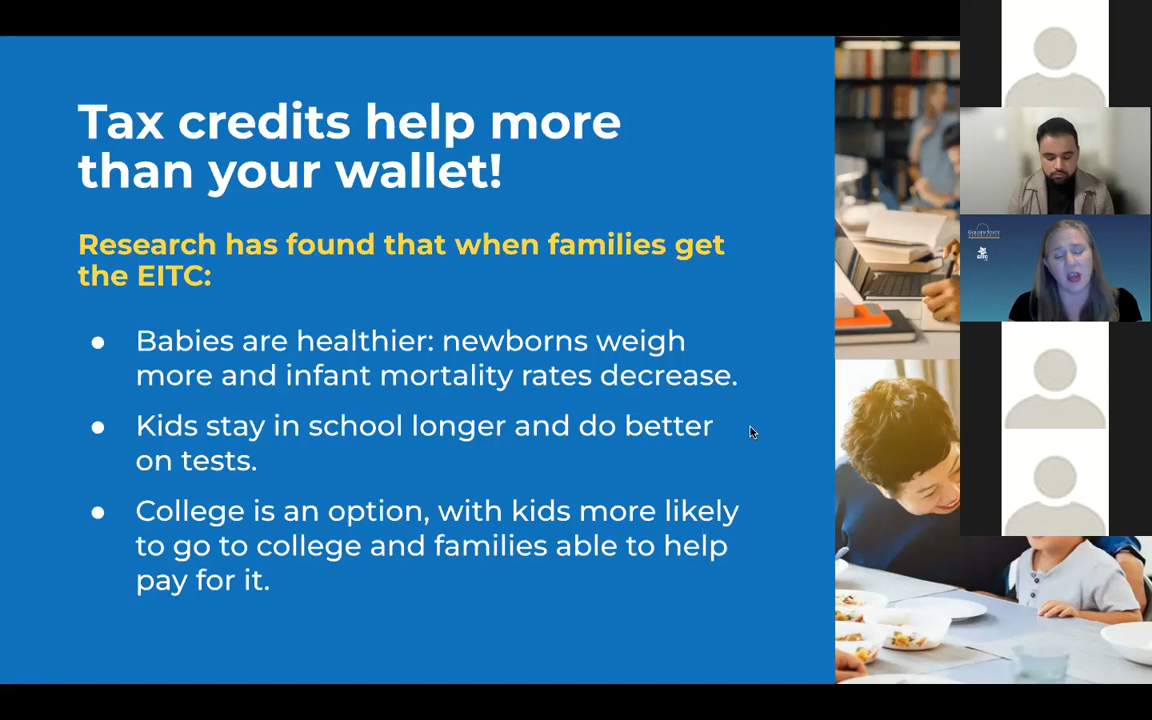 Tax credits help more
than your wallet!
Research has found that when families get
the EITC:
● Babies are healthier: newborns weigh
more and infant mortality rates decrease.
● Kids stay in school longer and do better
on tests.
● College is an option, with kids more likely
to go to college and families able to help
pay for it.
GOLDEN STATE